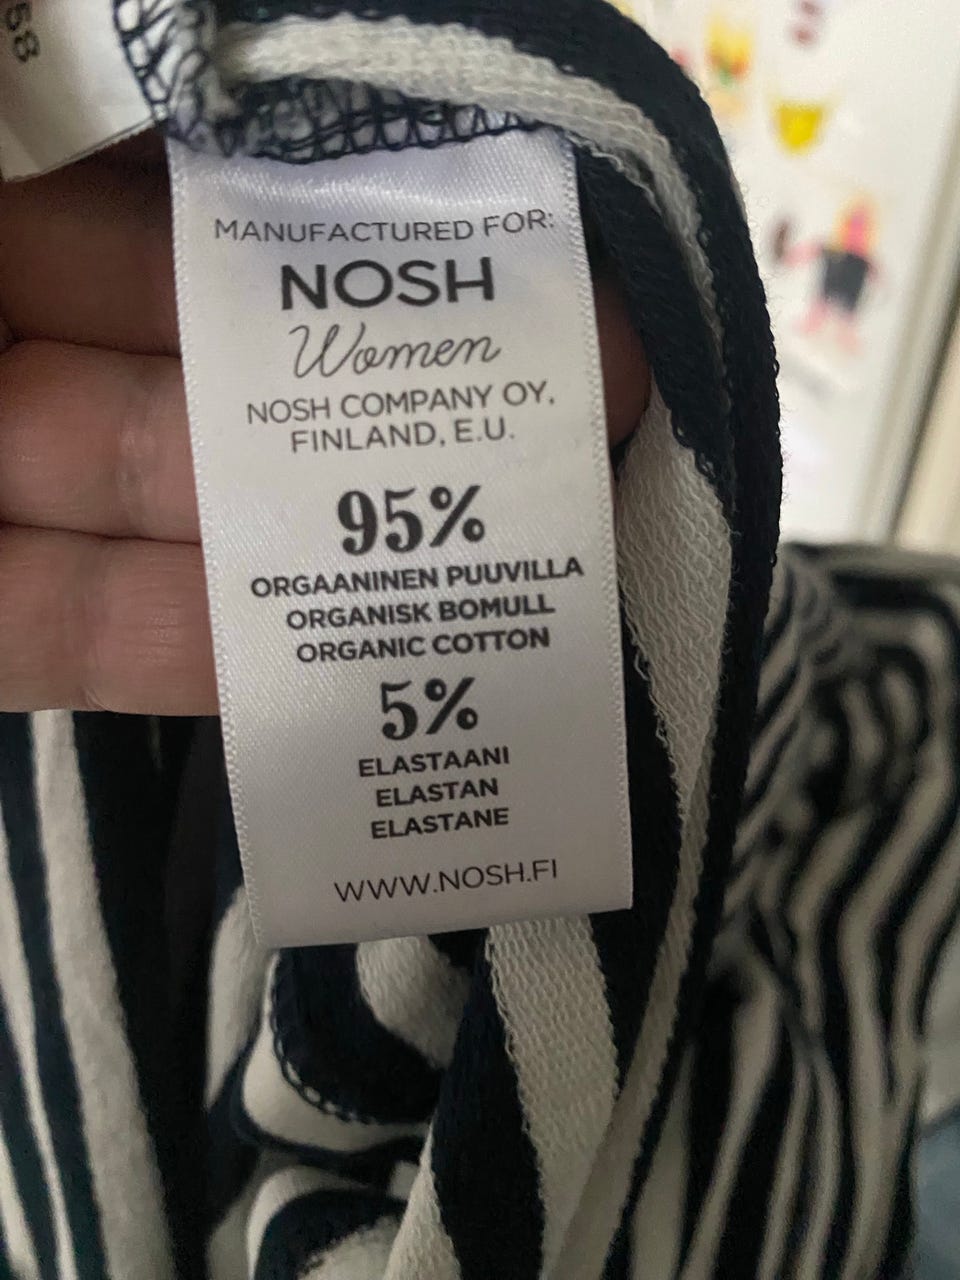 58
MANUFACTURED FOR:
NOSH
Women
NOSH COMPANY OY,
FINLAND, E.U.
95%
ORGAANINEN PUUVILLA
ORGANISK BOMULL
ORGANIC COTTON
5%
ELASTAANI
ELASTAN
ELASTANE
WWW.NOSH.FI